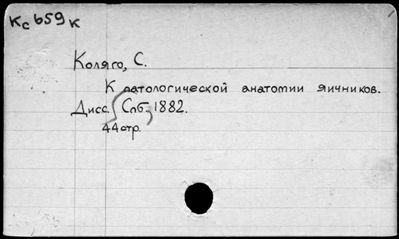 Кс 659 к
Коляго, С.
К патологической анатомии яичников.
Дисс. Спб. 1882.
44 стр.